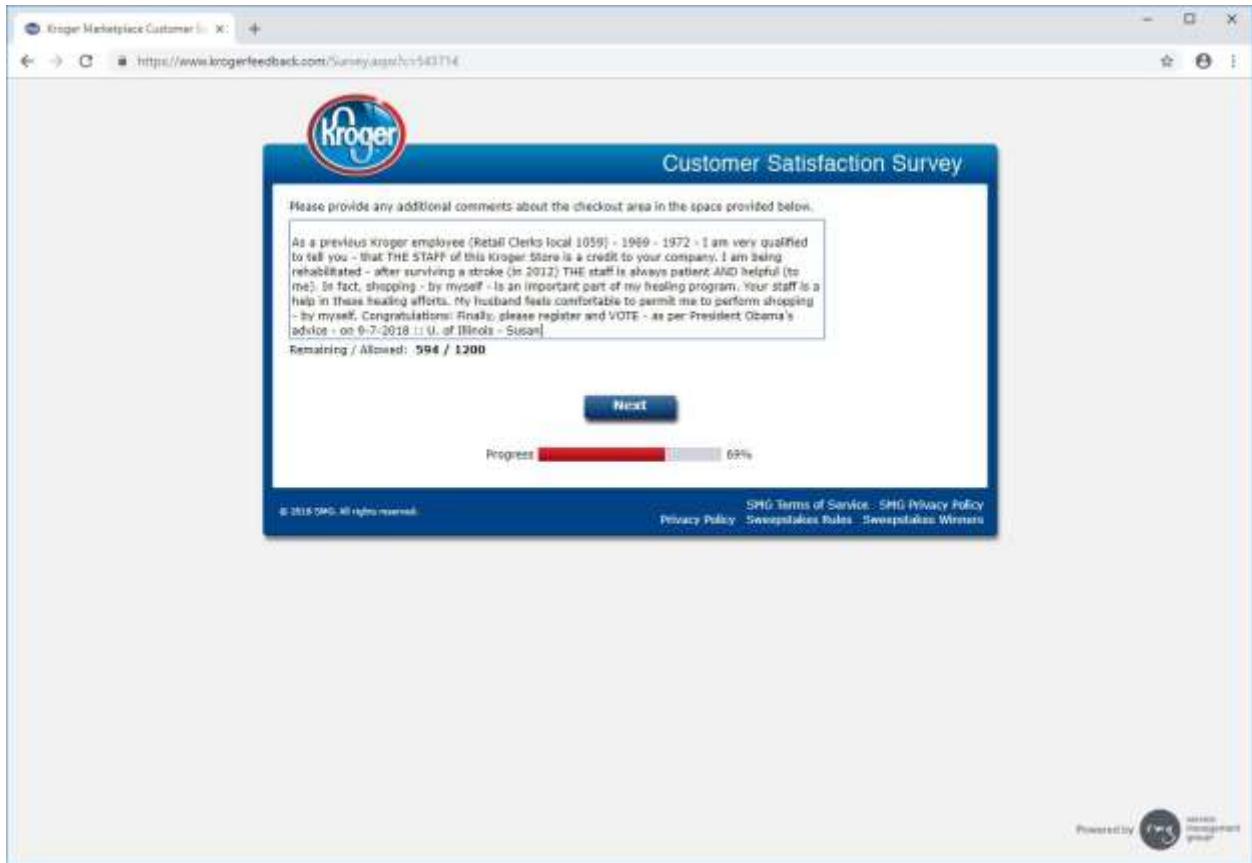 Kroger Marketplace Customer S
https://www.krogerfeedback.com/Survey.aspx?c=543714
Kroger
Customer Satisfaction Survey
Please provide any additional comments about the checkout area in the space provided below.
As a previous Kroger employee (Retail Clerks local 1059) - 1969 - 1972 - I am very qualified
to tell you - that THE STAFF of this Kroger Store is a credit to your company. I am being
rehabilitated - after surviving a stroke (in 2012) THE staff is always patient AND helpful (to
me). In fact, shopping - by myself - is an important part of my healing program. Your staff is a
help in these healing efforts. My husband feels comfortable to permit me to perform shopping
- by myself. Congratulations! Finally, please register and VOTE - as per President Obama's
advice - on 9-7-2018 :: U. of Illinois - Susan
Remaining / Allowed: 594 / 1200
Next
Progress 69%
© 2018 SMG. All rights reserved.
SMG Terms of Service SMG Privacy Policy
Privacy Policy Sweepstakes Rules Sweepstakes Winners
Powered by smg service
management
group